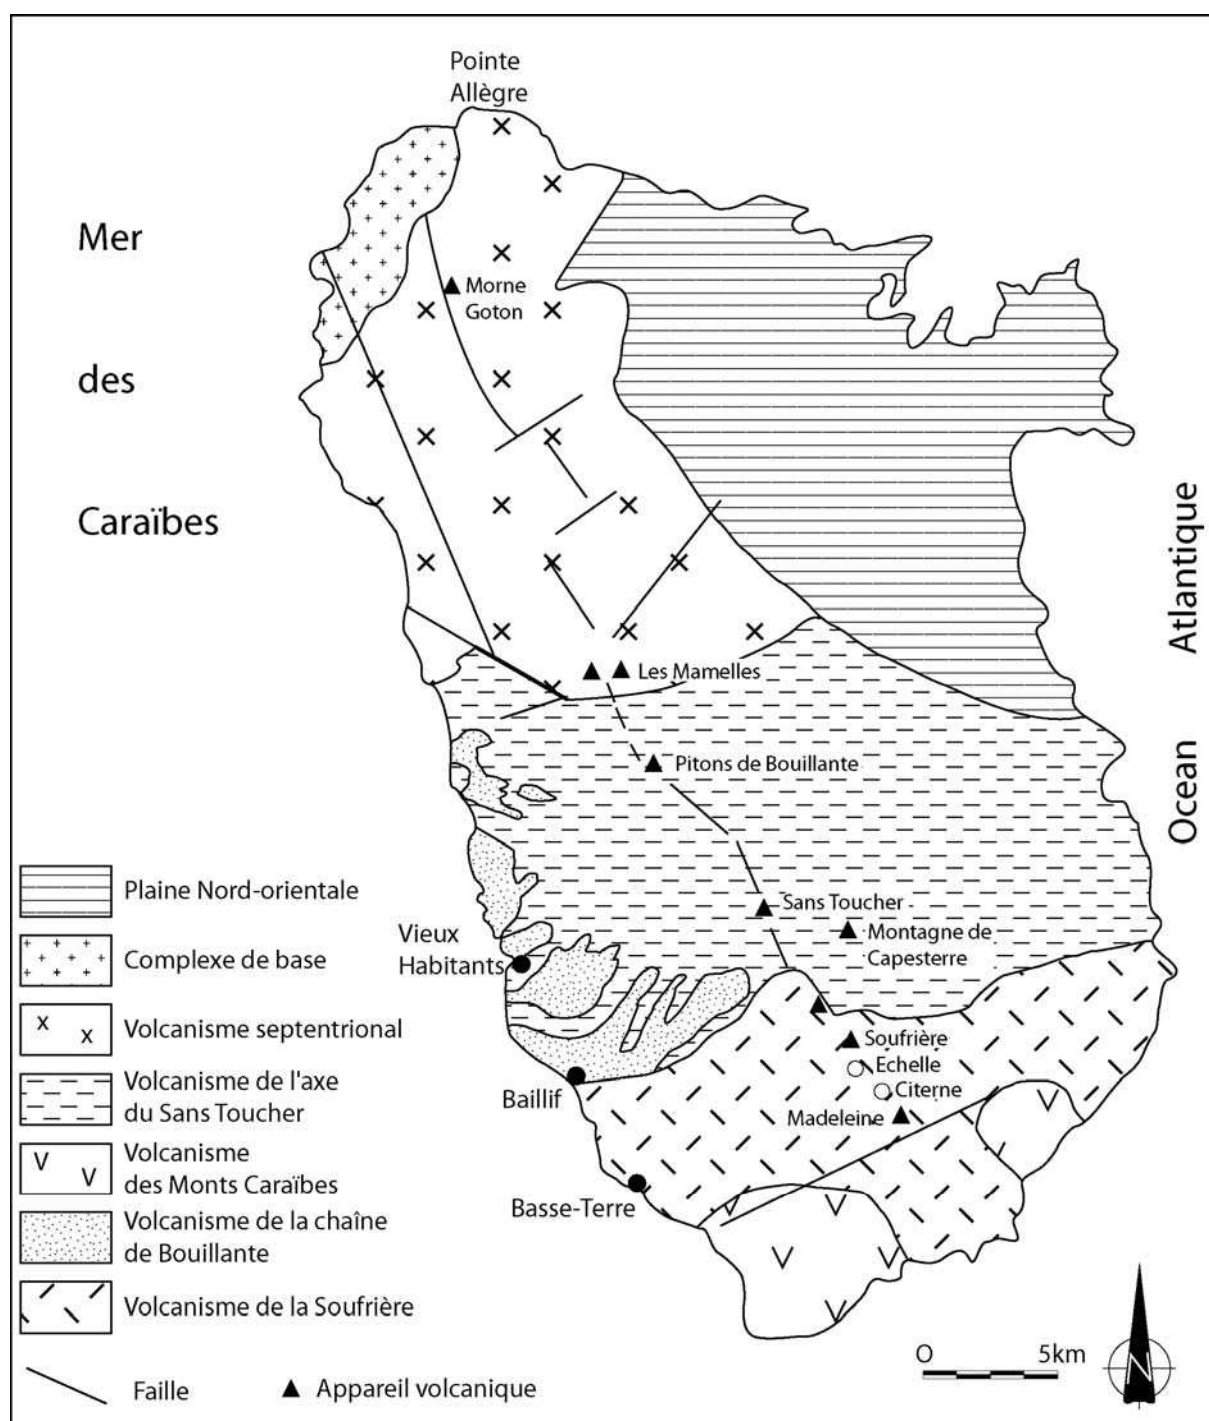 Pointe
Allègre
Mer
des
Caraïbes
Morne
Goton
Atlantique
Ocean
Les Mamelles
Pitons de Bouillante
Sans Toucher
Montagne de
Capesterre
Vieux
Habitants
Soufrière
Echelle
Citerne
Madeleine
Baillif
Basse-Terre
Plaine Nord-orientale
Complexe de base
Volcanisme septentrional
Volcanisme de l'axe
du Sans Toucher
Volcanisme
des Monts Caraïbes
Volcanisme de la chaîne
de Bouillante
Volcanisme de la Soufrière
Faille
Appareil volcanique
O 5km
N